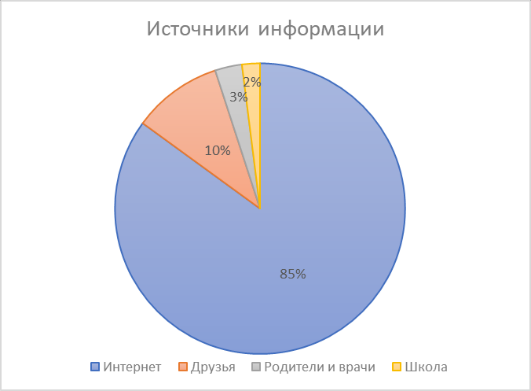 Источники информации
2%
3%
10%
85%
Интернет Друзья Родители и врачи Школа